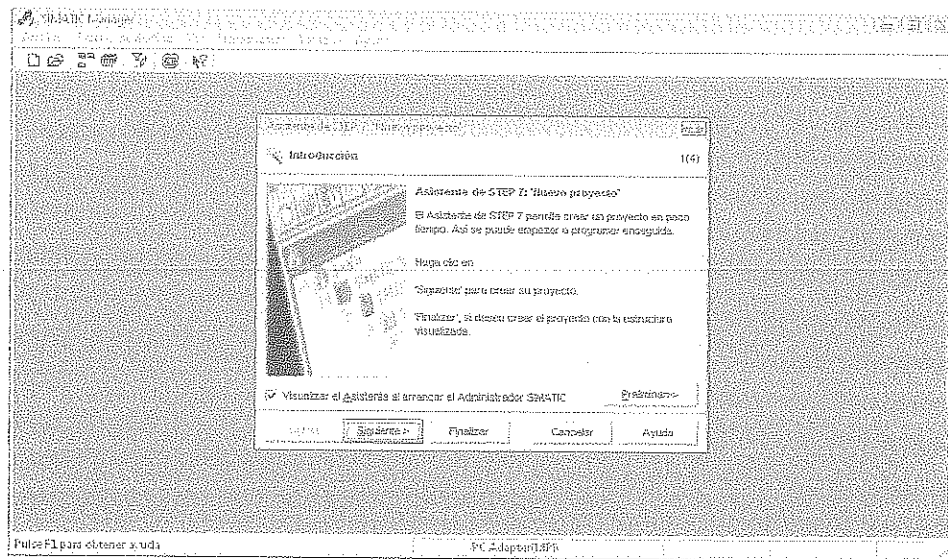 SIMATIC Manager
Asistente de STEP 7: "Nuevo proyecto"
Introducción 1(4)
Asistente de STEP 7: "Nuevo proyecto"
El Asistente de STEP 7 permite crear un proyecto en poco
tiempo. Así se puede empezar a programar enseguida.
Haga clic en
'Siguiente' para crear su proyecto.
'Finalizar', si desea crear el proyecto con la estructura
visualizada.
Visualizar el Asistente al arrancar el Administrador SIMATIC
Preliminar>>
Siguiente > Finalizar Cancelar Ayuda
Pulse F1 para obtener ayuda PC Adapter(MPI)